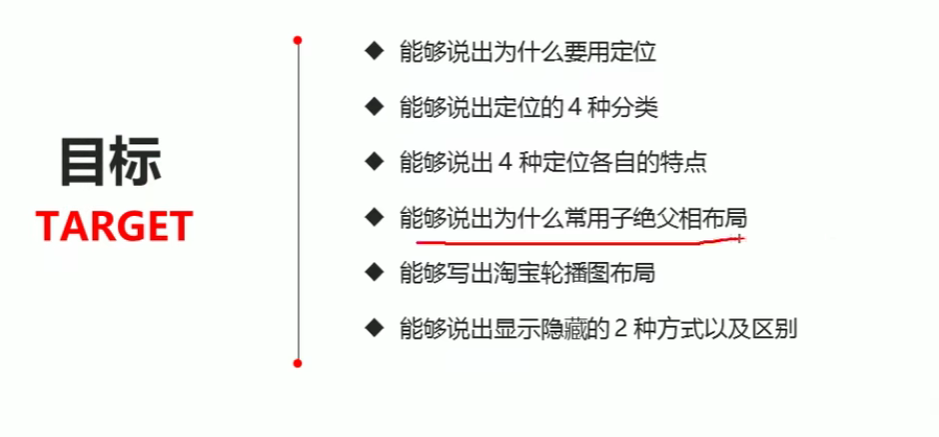 目标
TARGET
◆ 能够说出为什么要用定位
◆ 能够说出定位的 4 种分类
◆ 能够说出 4 种定位各自的特点
◆ 能够说出为什么常用子绝父相布局
◆ 能够写出淘宝轮播图布局
◆ 能够说出显示隐藏的 2 种方式以及区别